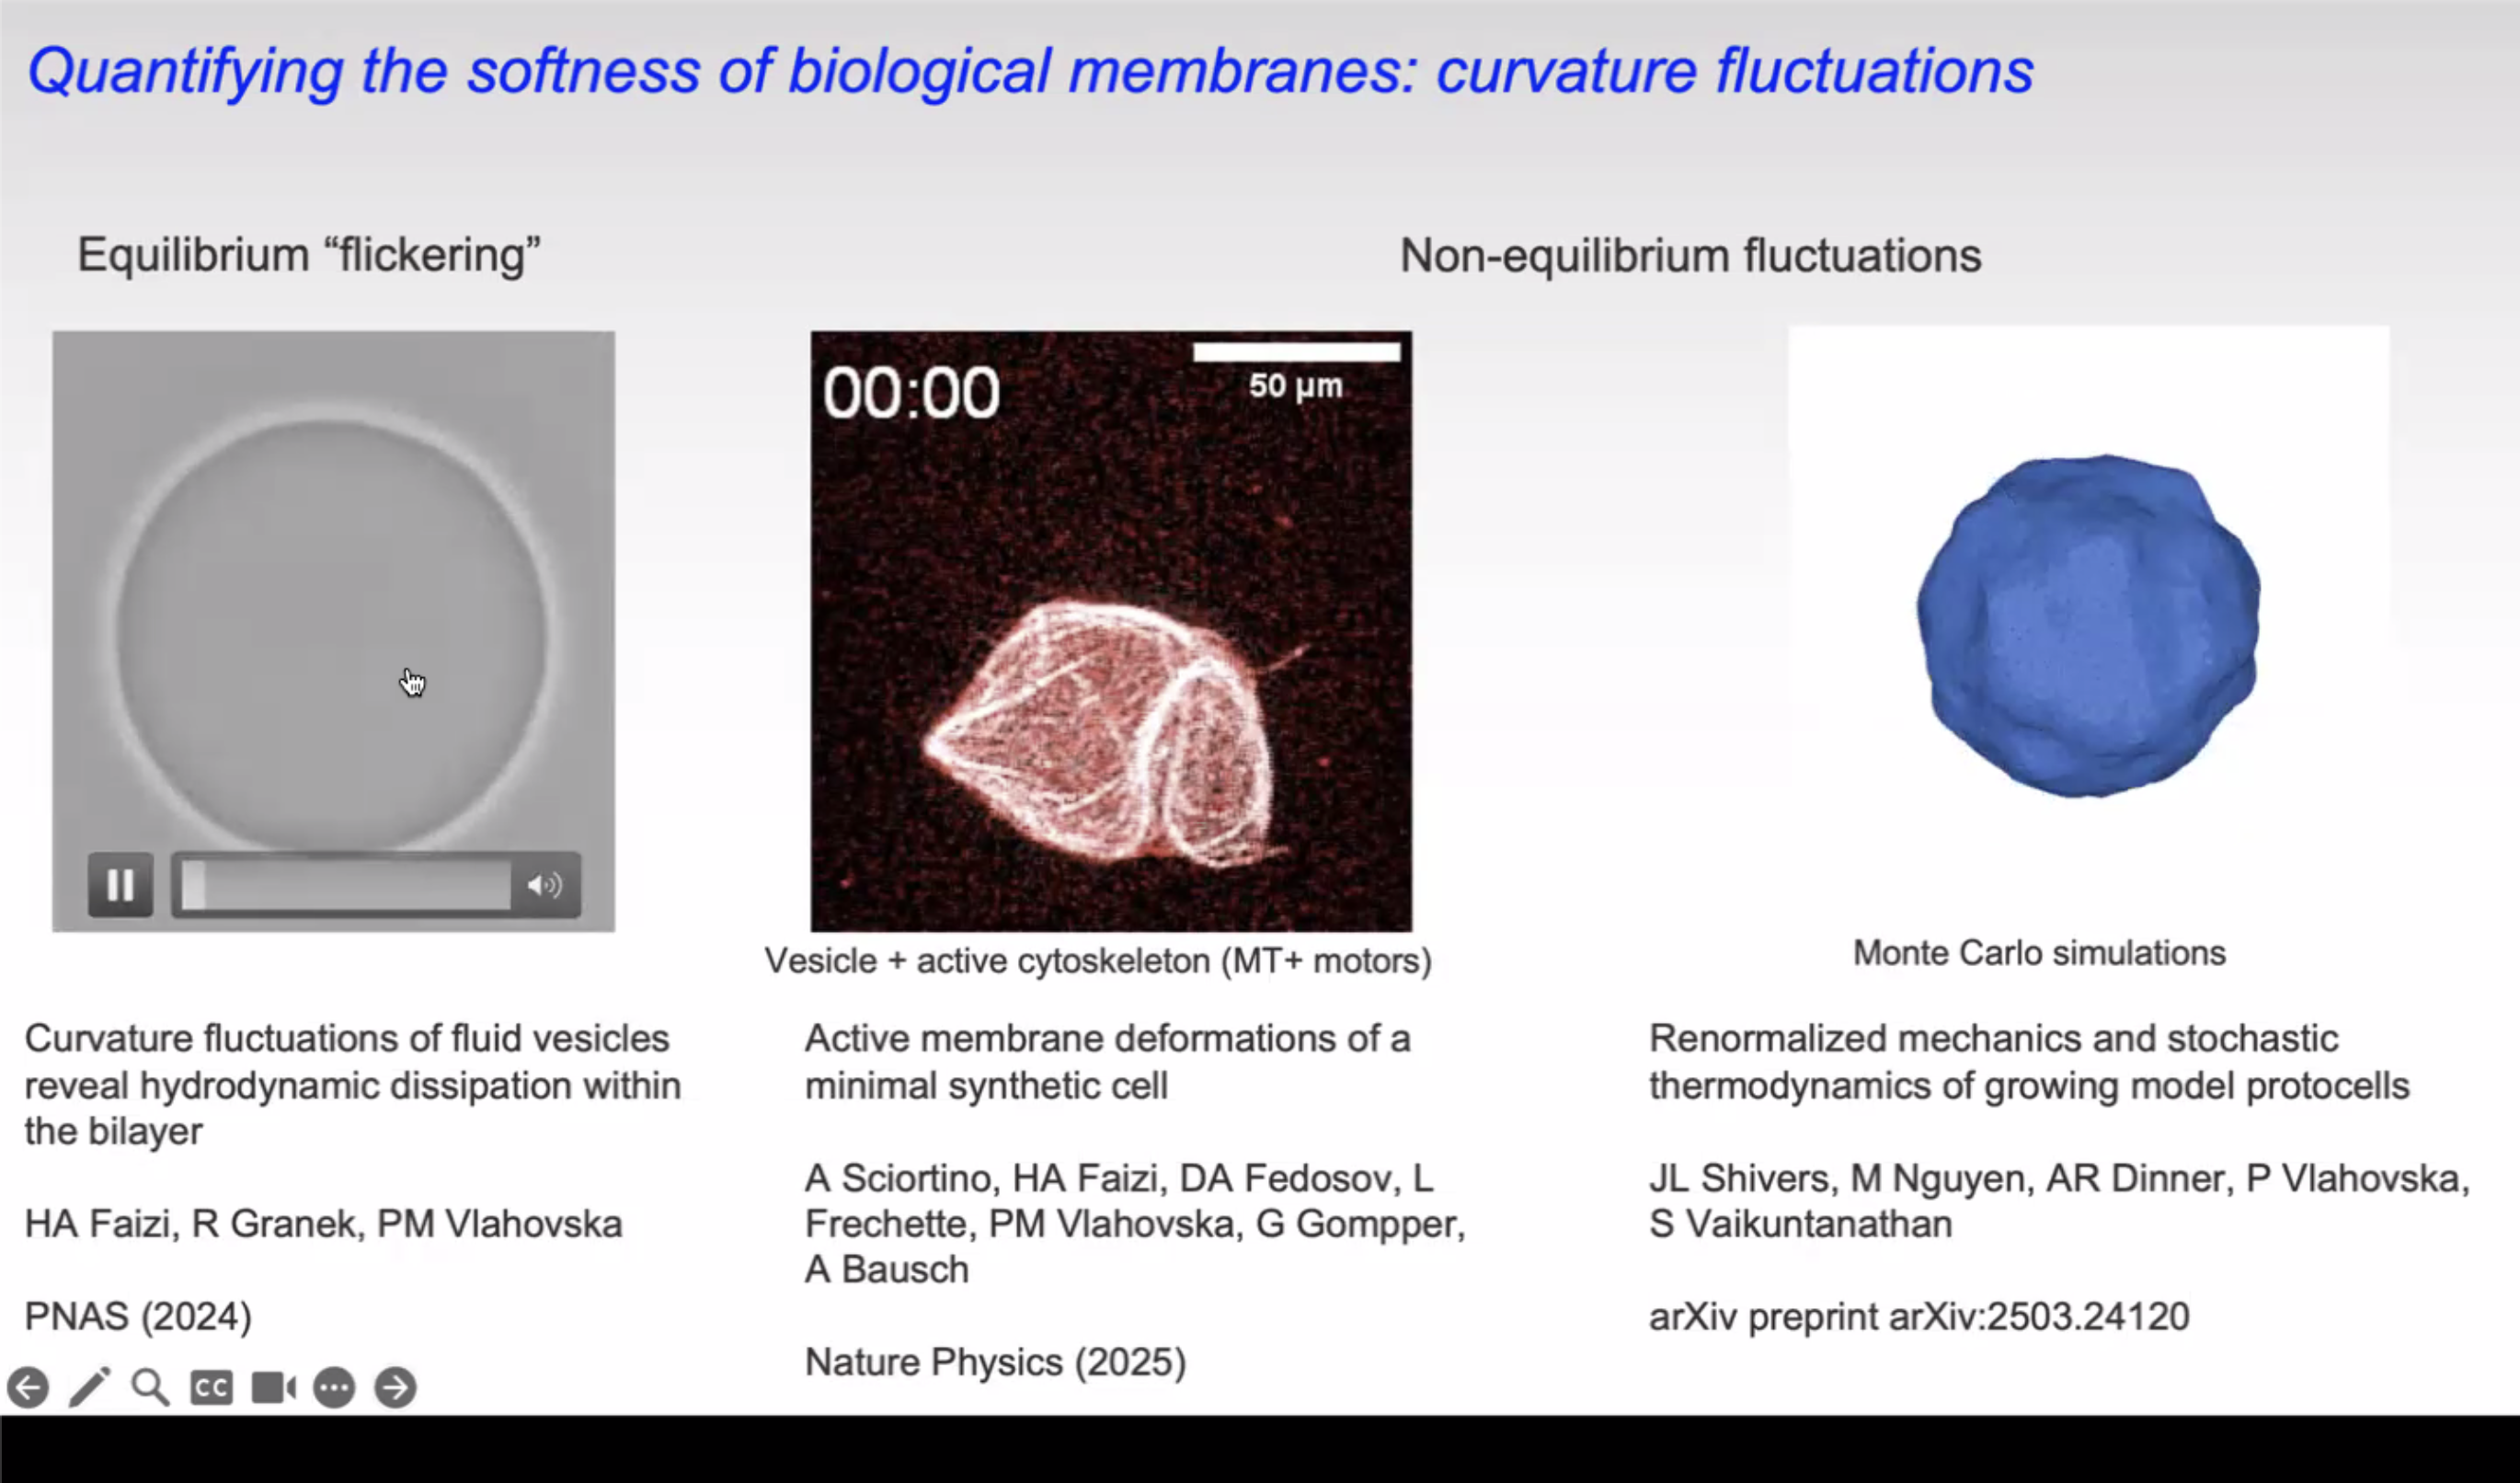 Quantifying the softness of biological membranes: curvature fluctuations
Equilibrium “flickering”
Non-equilibrium fluctuations
00:00
50 µm
Vesicle + active cytoskeleton (MT+ motors)
Monte Carlo simulations
Curvature fluctuations of fluid vesicles
reveal hydrodynamic dissipation within
the bilayer
HA Faizi, R Granek, PM Vlahovska
PNAS (2024)
Active membrane deformations of a
minimal synthetic cell
A Sciortino, HA Faizi, DA Fedosov, L
Frechette, PM Vlahovska, G Gompper,
A Bausch
Nature Physics (2025)
Renormalized mechanics and stochastic
thermodynamics of growing model protocells
JL Shivers, M Nguyen, AR Dinner, P Vlahovska,
S Vaikuntanathan
arXiv preprint arXiv:2503.24120
CC